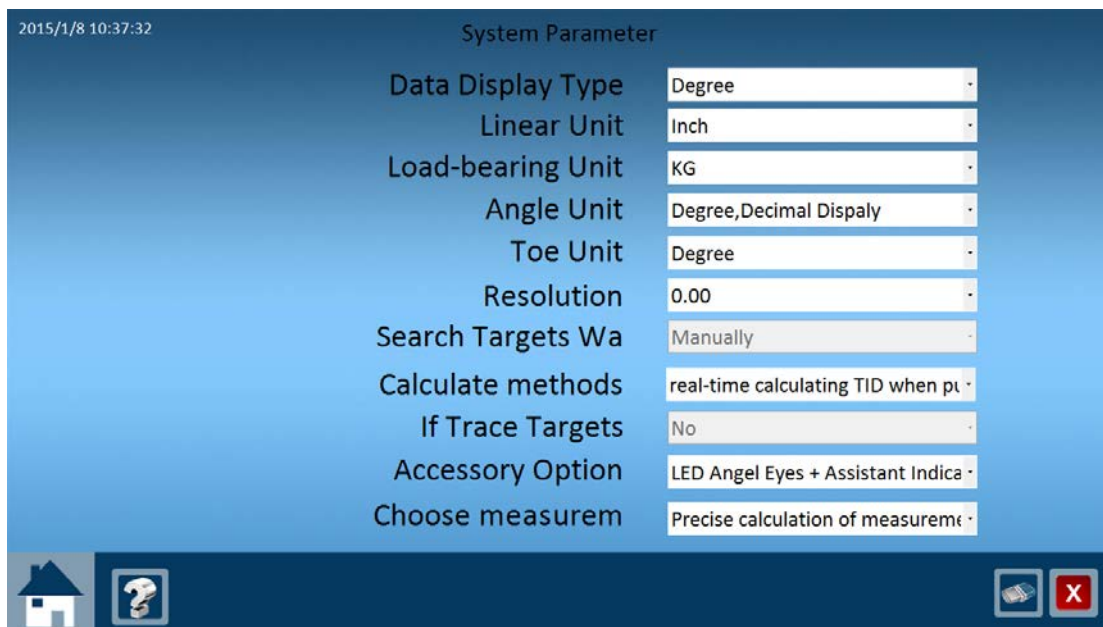 2015/1/8 10:37:32
System Parameter
Data Display Type Degree
Linear Unit Inch
Load-bearing Unit KG
Angle Unit Degree,Decimal Dispaly
Toe Unit Degree
Resolution 0.00
Search Targets Wa Manually
Calculate methods real-time calculating TID when pu
If Trace Targets No
Accessory Option LED Angel Eyes + Assistant Indica
Choose measurem Precise calculation of measureme
? X